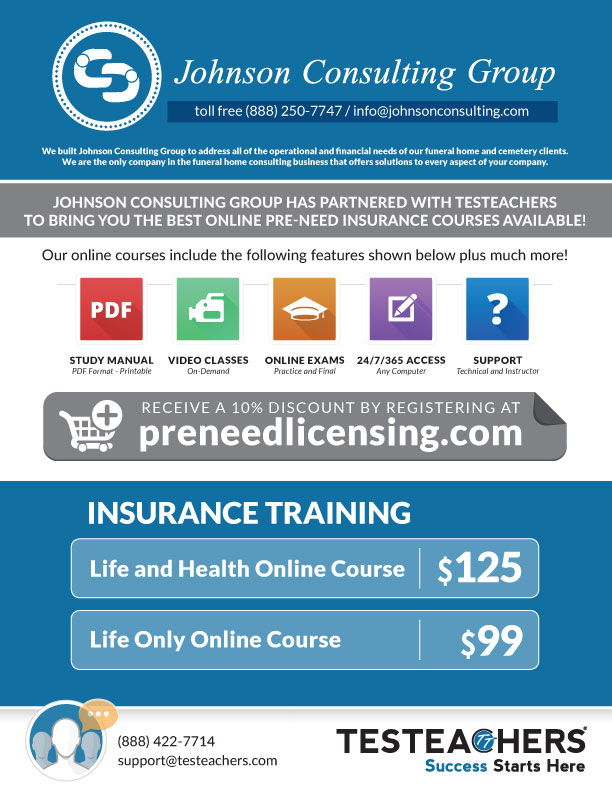 Johnson Consulting Group
toll free (888) 250-7747 / info@johnsonconsulting.com
We built Johnson Consulting Group to address all of the operational and financial needs of our funeral home and cemetery clients.
We are the only company in the funeral home consulting business that offers solutions to every aspect of your company.
JOHNSON CONSULTING GROUP HAS PARTNERED WITH TESTEACHERS
TO BRING YOU THE BEST ONLINE PRE-NEED INSURANCE COURSES AVAILABLE!
Our online courses include the following features shown below plus much more!
PDF
?
STUDY MANUAL
PDF Format - Printable
VIDEO CLASSES
On-Demand
ONLINE EXAMS
Practice and Final
24/7/365 ACCESS
Any Computer
SUPPORT
Technical and Instructor
RECEIVE A 10% DISCOUNT BY REGISTERING AT
preneedlicensing.com
INSURANCE TRAINING
Life and Health Online Course $125
Life Only Online Course $99
(888) 422-7714
support@testeachers.com
TESTEACHERS®
Success Starts Here